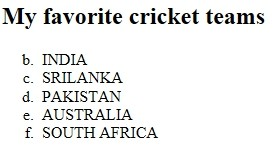 My favorite cricket teams
b. INDIA
c. SRILANKA
d. PAKISTAN
e. AUSTRALIA
f. SOUTH AFRICA